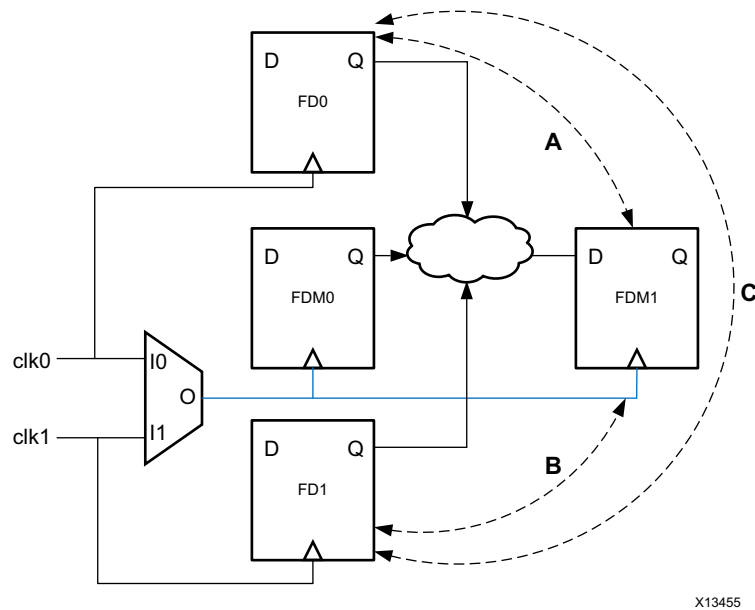 D Q
FD0
A
D Q
FDM0
D Q
FDM1
C
clk0
I0
O
clk1
I1
D Q
FD1
B
X13455